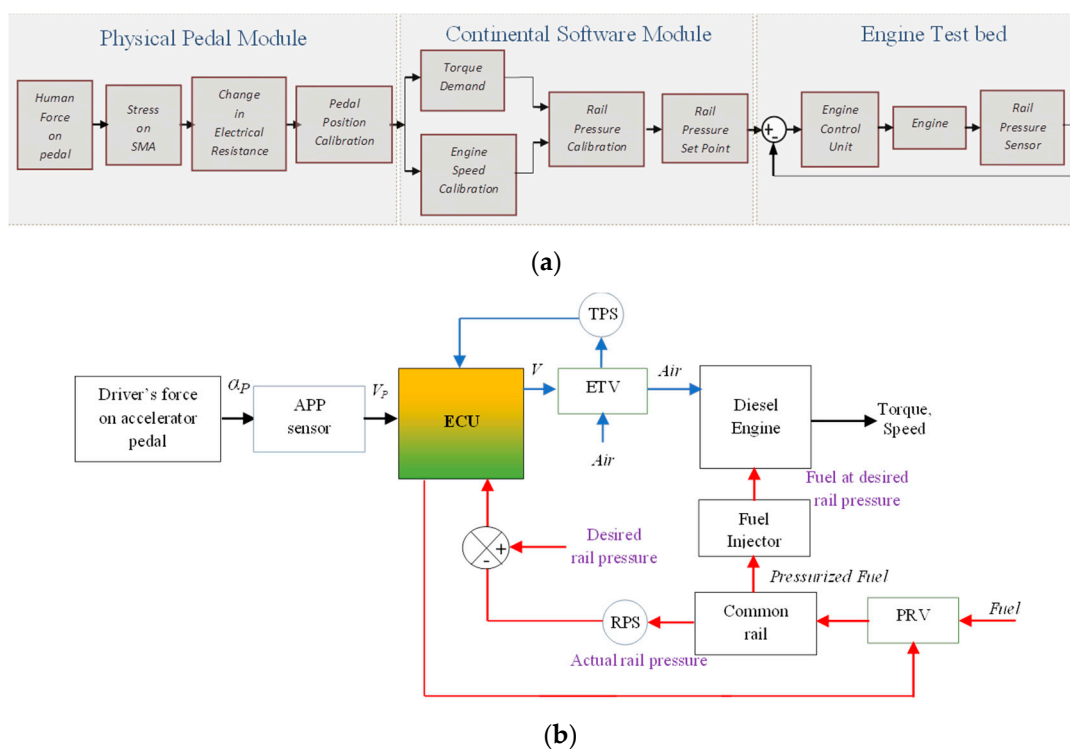 Physical Pedal Module
Continental Software Module
Engine Test bed
Human
Force on
pedal
Stress
on
SMA
Change
in
Electrical
Resistance
Pedal
Position
Calibration
Torque
Demand
Engine
Speed
Calibration
Rail
Pressure
Calibration
Rail
Pressure
Set Point
+
-
Engine
Control
Unit
Engine
Rail
Pressure
Sensor
(a)
TPS
Driver's force
on accelerator
pedal
αP
APP
sensor
VP
ECU
V
ETV
Air
Air
Diesel
Engine
Torque,
Speed
Fuel at desired
rail pressure
Fuel
Injector
Desired
rail pressure
+
-
Pressurized Fuel
RPS
Common
rail
PRV
Fuel
Actual rail pressure
(b)